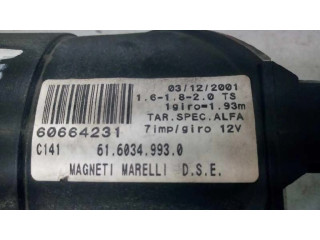 03/12/2001
1.6-1.8-2.0 TS
1giro=1.93m
TAR.SPEC.ALFA
60664231 7imp/giro 12V
C141 61.6034.993.0
MAGNETI MARELLI D.S.E.